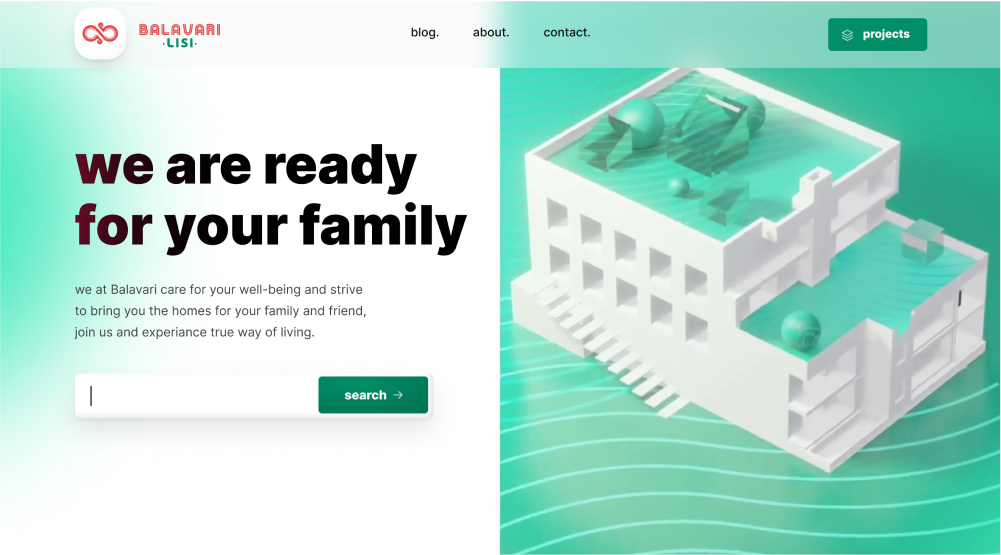 BALAVARI
·LISI·
blog.
about.
contact.
projects
we are ready
for your family
we at Balavari care for your well-being and strive
to bring you the homes for your family and friend,
join us and experiance true way of living.
search →